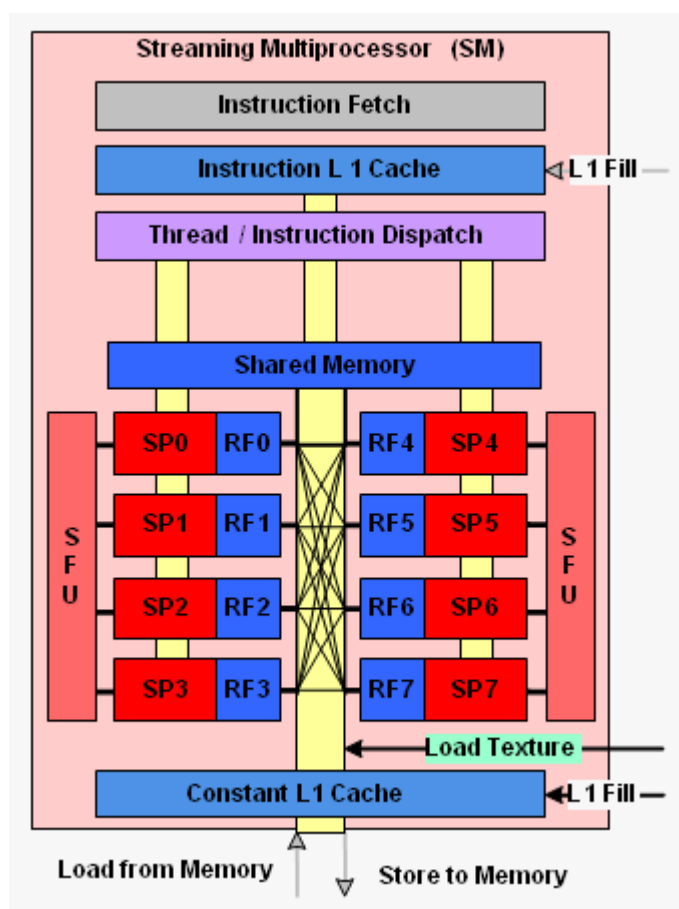 Streaming Multiprocessor (SM)
Instruction Fetch
Instruction L 1 Cache
L 1 Fill
Thread / Instruction Dispatch
Shared Memory
SP0 RF0 RF4 SP4
SP1 RF1 RF5 SP5
SFU
SFU
SP2 RF2 RF6 SP6
SP3 RF3 RF7 SP7
Load Texture
Constant L1 Cache
L 1 Fill
Load from Memory
Store to Memory